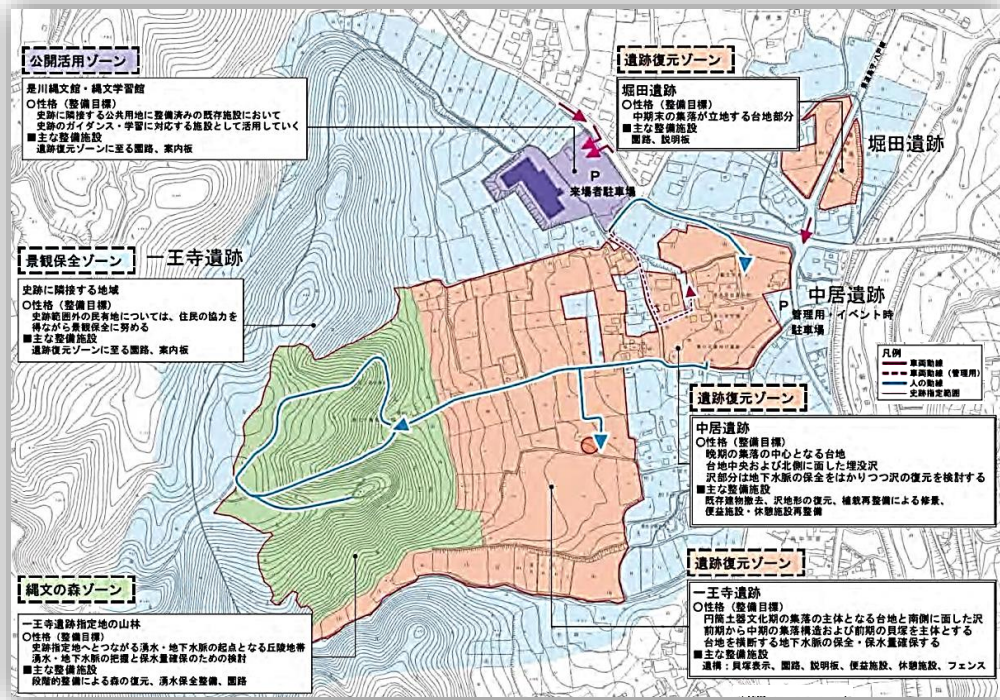 公開活用ゾーン
是川縄文館・縄文学習館
○性格（整備目標）
史跡に隣接する公共用地に整備済みの既存施設において
史跡のガイダンス・学習に対応する施設として活用していく
■主な整備施設
遺跡復元ゾーンに至る園路、案内板
遺跡復元ゾーン
堀田遺跡
○性格（整備目標）
中期末の集落が立地する台地部分
■主な整備施設
園路、説明板
堀田遺跡
P
来場者駐車場
景観保全ゾーン
一王寺遺跡
史跡に隣接する地域
○性格（整備目標）
史跡範囲外の民有地については、住民の協力を
得ながら景観保全に努める
■主な整備施設
遺跡復元ゾーンに至る園路、案内板
中居遺跡
P
管理用・イベント時
駐車場
凡例
車両動線
車両動線（管理用）
人の動線
史跡指定範囲
遺跡復元ゾーン
中居遺跡
○性格（整備目標）
晩期の集落の中心となる台地
台地中央および北側に面した埋没沢
沢部分は地下水脈の保全をはかりつつ沢の復元を検討する
■主な整備施設
既存建物撤去、沢地形の復元、植栽再整備による修景、
便益施設・休憩施設再整備
縄文の森ゾーン
一王寺遺跡指定地の山林
○性格（整備目標）
史跡指定地へとつながる湧水・地下水脈の起点となる丘陵地帯
湧水・地下水脈の把握と保水量確保のための検討
■主な整備施設
段階的整備による森の復元、湧水保全整備、園路
遺跡復元ゾーン
一王寺遺跡
○性格（整備目標）
円筒土器文化期の集落の主体となる台地と南側に面した沢
前期から中期の集落構造および前期の貝塚を主体とする
台地を横断する地下水脈の保全・保水量確保する
■主な整備施設
遺構：貝塚表示、園路、説明板、便益施設、休憩施設、フェンス